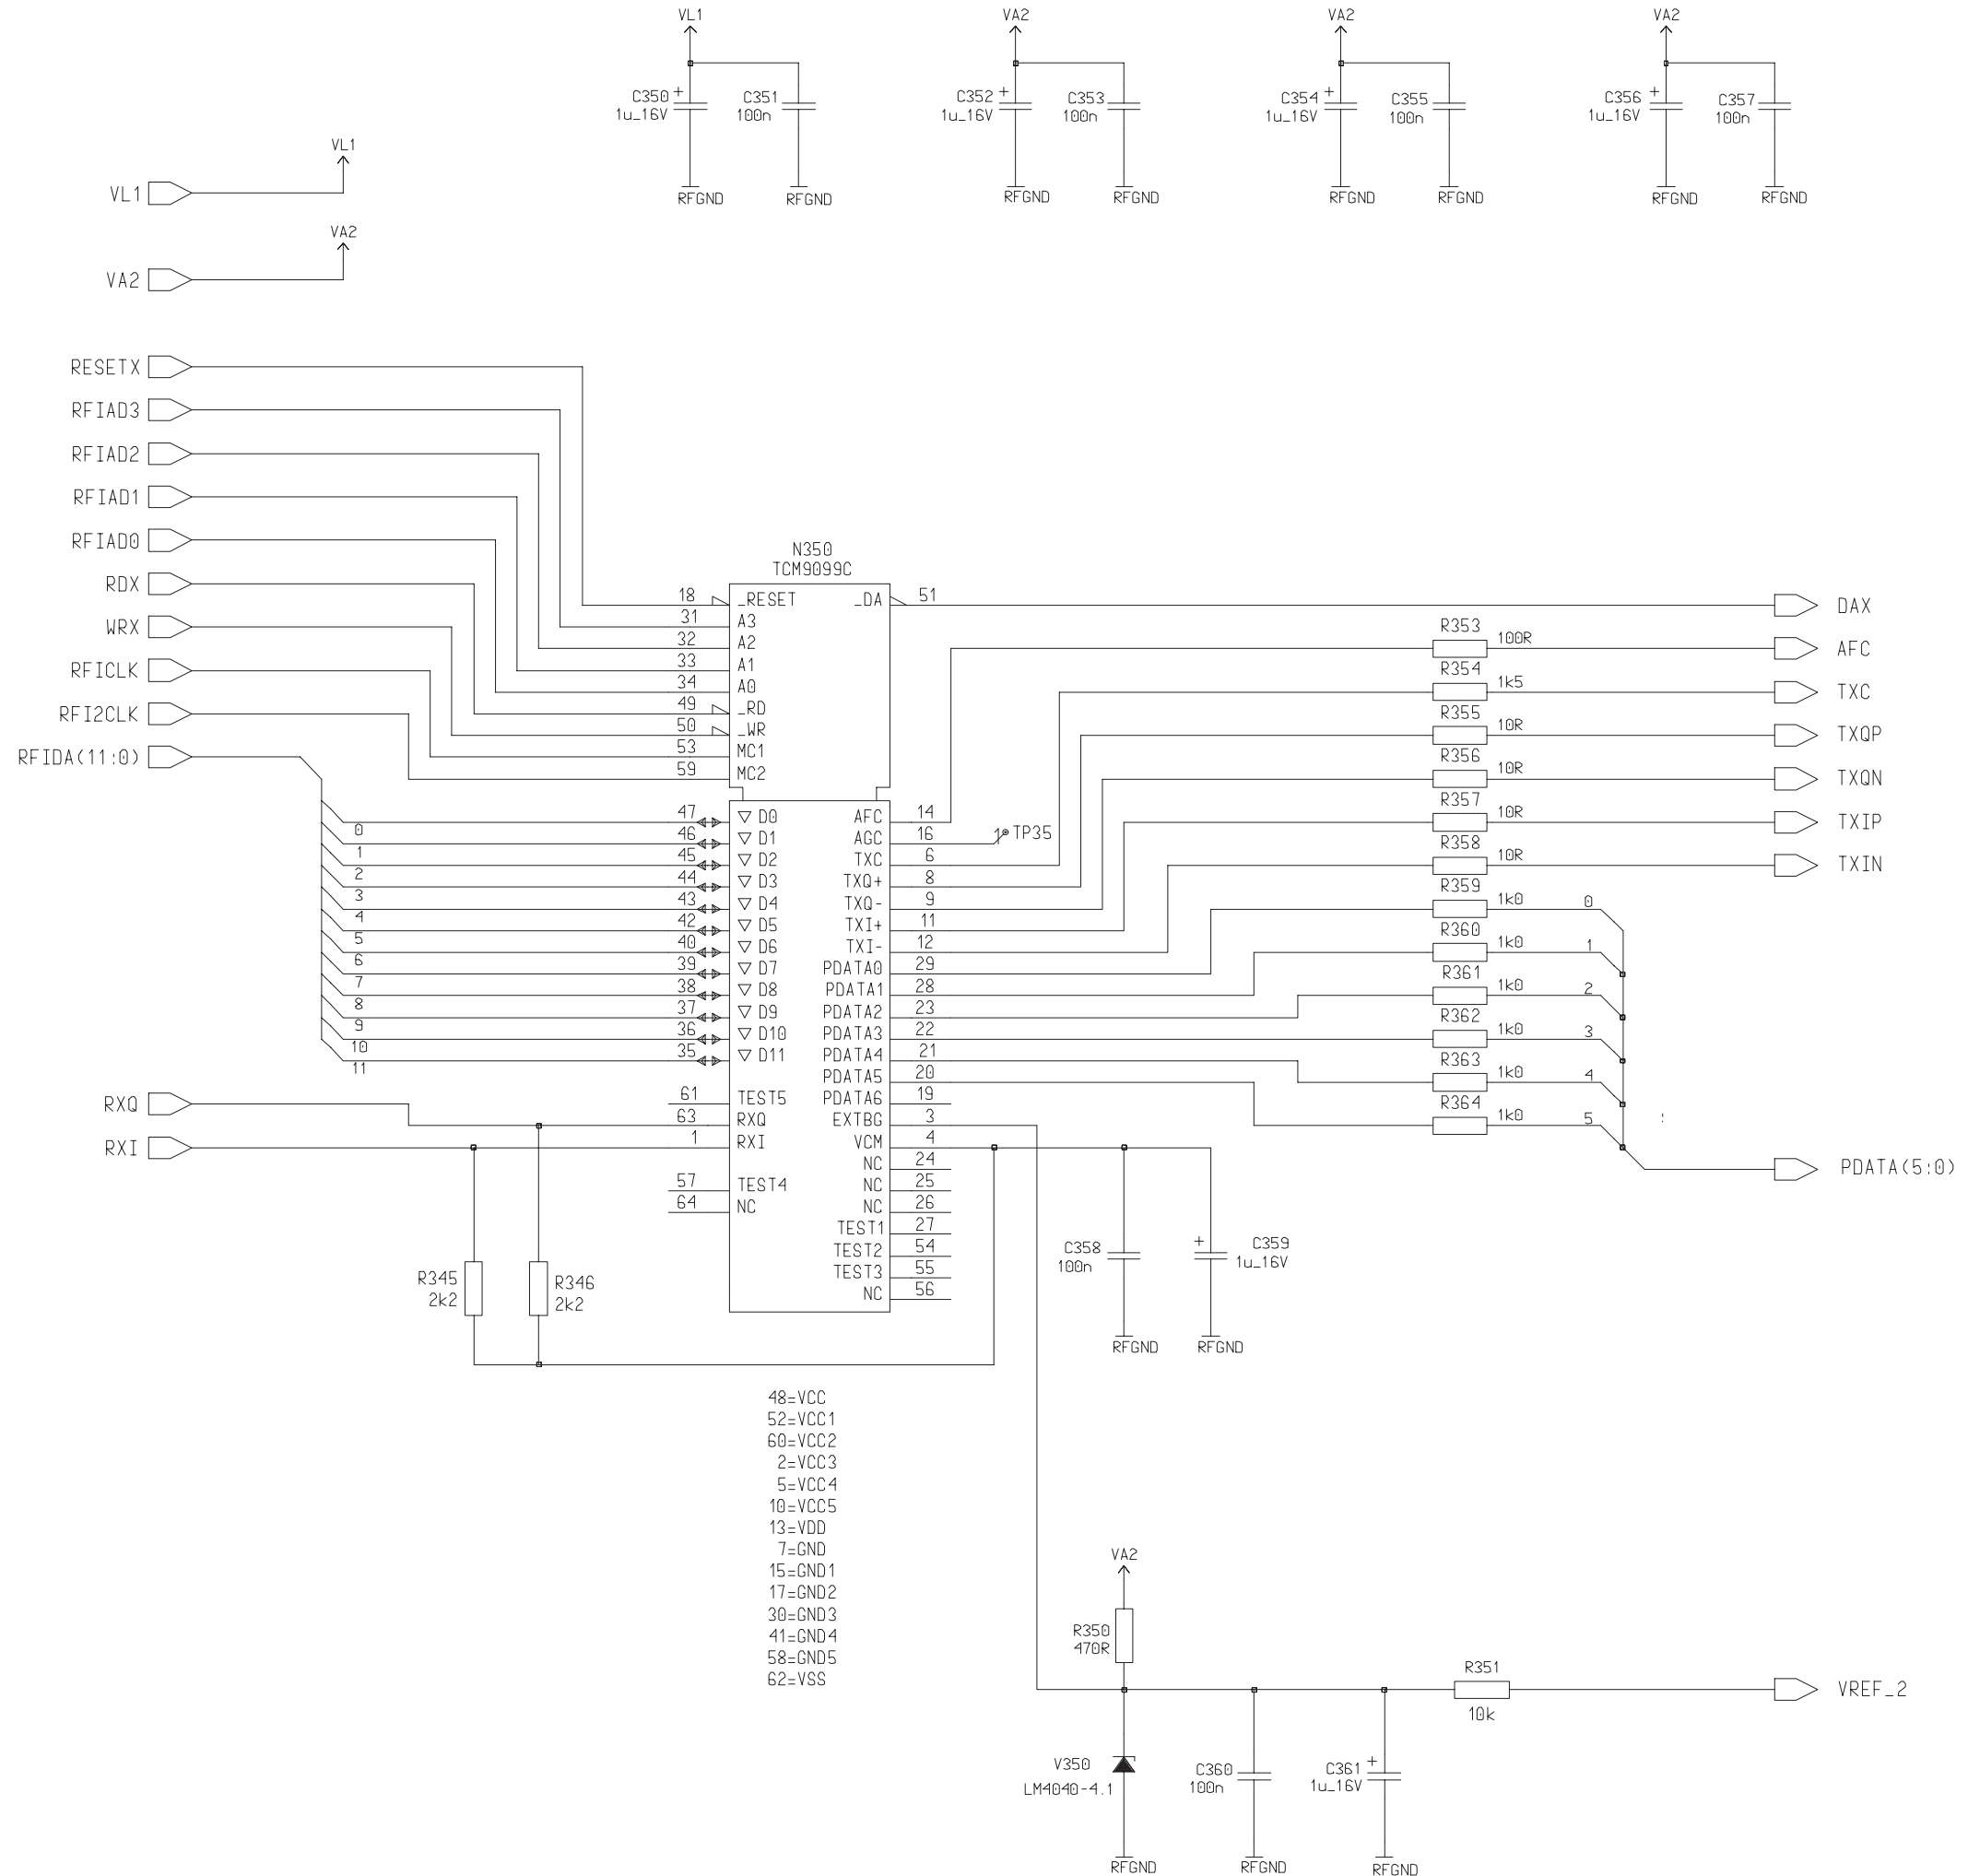 VL1
VA2
VA2
VA2
C350 +
1u_16V
C351
100n
C352 +
1u_16V
C353
100n
C354 +
1u_16V
C355
100n
C356 +
1u_16V
C357
100n
RFGND
RFGND
RFGND
RFGND
RFGND
RFGND
RFGND
RFGND
VL1
VL1
VA2
VA2
RESETX
RFIAD3
RFIAD2
RFIAD1
RFIAD0
RDX
WRX
RFICLK
RFI2CLK
RFIDA(11:0)
N350
TCM9099C
18 _RESET
31 A3
32 A2
33 A1
34 A0
49 _RD
50 _WR
53 MC1
59 MC2
_DA 51
47 D0
46 D1
45 D2
44 D3
43 D4
42 D5
40 D6
39 D7
38 D8
37 D9
36 D10
35 D11
0
1
2
3
4
5
6
7
8
9
10
11
61 TEST5
63 RXQ
1 RXI
57 TEST4
64 NC
RXQ
RXI
AFC 14
AGC 16
TXC 6
TXQ+ 8
TXQ- 9
TXI+ 11
TXI- 12
PDATA0 29
PDATA1 28
PDATA2 23
PDATA3 22
PDATA4 21
PDATA5 20
PDATA6 19
EXTBG 3
VCM 4
NC 24
NC 25
NC 26
TEST1 27
TEST2 54
TEST3 55
NC 56
1 TP35
DAX
R353 100R AFC
R354 1k5 TXC
R355 10R TXQP
R356 10R TXQN
R357 10R TXIP
R358 10R TXIN
R359 1k0 0
R360 1k0 1
R361 1k0 2
R362 1k0 3
R363 1k0 4
R364 1k0 5
PDATA(5:0)
R345
2k2
R346
2k2
C358
100n
+ C359
1u_16V
RFGND
RFGND
48=VCC
52=VCC1
60=VCC2
2=VCC3
5=VCC4
10=VCC5
13=VDD
7=GND
15=GND1
17=GND2
30=GND3
41=GND4
58=GND5
62=VSS
VA2
R350
470R
R351
10k
VREF_2
V350
LM4040-4.1
C360
100n
C361 +
1u_16V
RFGND
RFGND
RFGND